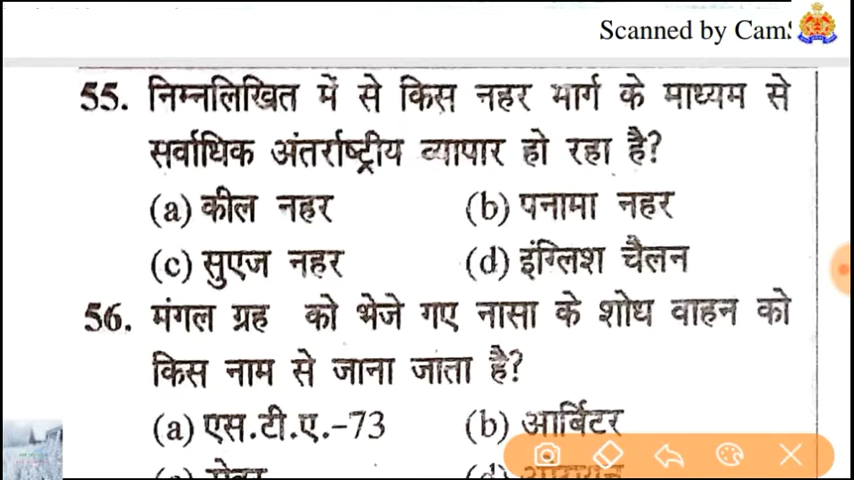 Scanned by Cam
55. निम्नलिखित में से किस नहर मार्ग के माध्यम से
सर्वाधिक अंतर्राष्ट्रीय व्यापार हो रहा है?
(a) कील नहर (b) पनामा नहर
(c) सुएज नहर (d) इंग्लिश चैलन
56. मंगल ग्रह को भेजे गए नासा के शोध वाहन को
किस नाम से जाना जाता है?
(a) एस.टी.ए.-73 (b) आर्बिटर